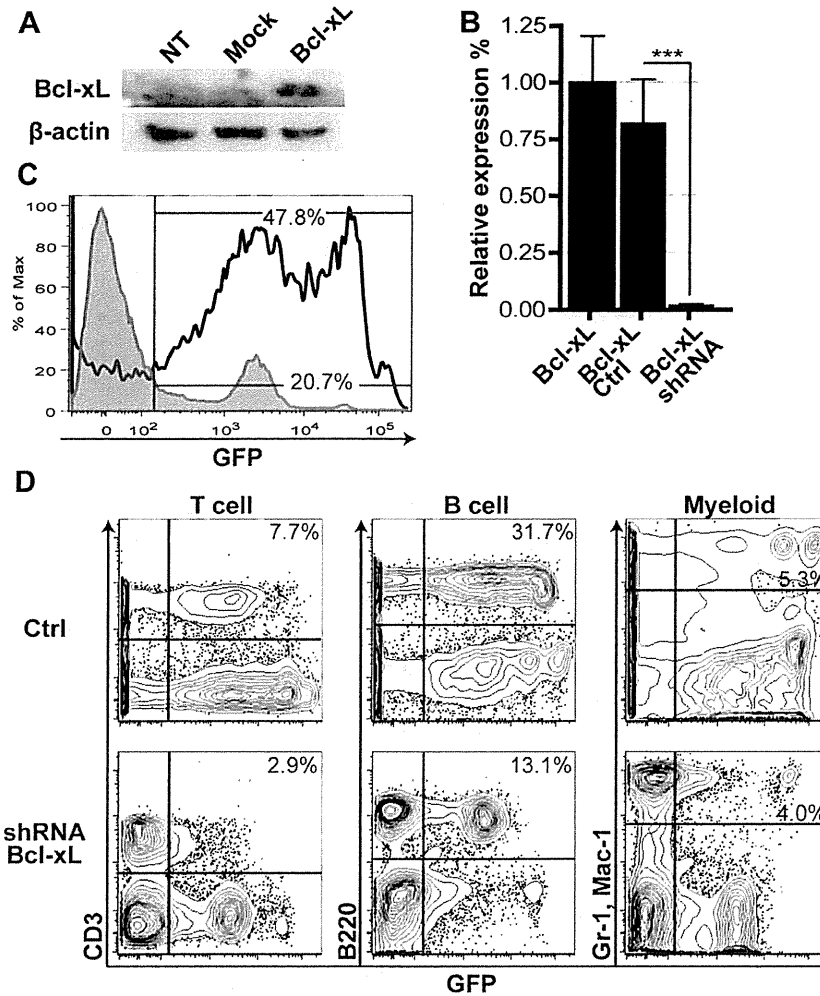 A
NT
Mock
Bcl-xL
Bcl-xL
β-actin
B
Relative expression %
1.25
1.00
0.75
0.50
0.25
0.00
***
Bcl-xL
Bcl-xL
Ctrl
Bcl-xL
shRNA
C
% of Max
100
80
60
40
20
0
47.8%
20.7%
0
10²
10³
10⁴
10⁵
GFP
D
T cell
B cell
Myeloid
Ctrl
7.7%
31.7%
5.3%
shRNA
Bcl-xL
2.9%
13.1%
4.0%
CD3
B220
Gr-1, Mac-1
GFP